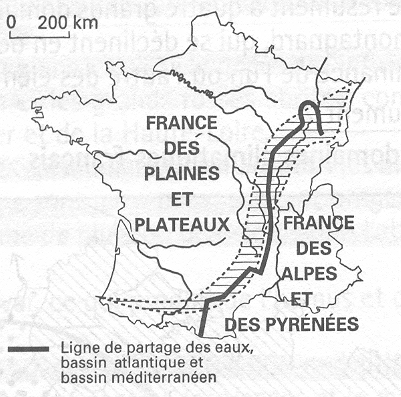 0 200 km
FRANCE
DES
PLAINES
ET
PLATEAUX
FRANCE
DES
ALPES
ET
DES PYRÉNÉES
Ligne de partage des eaux,
bassin atlantique et
bassin méditerranéen